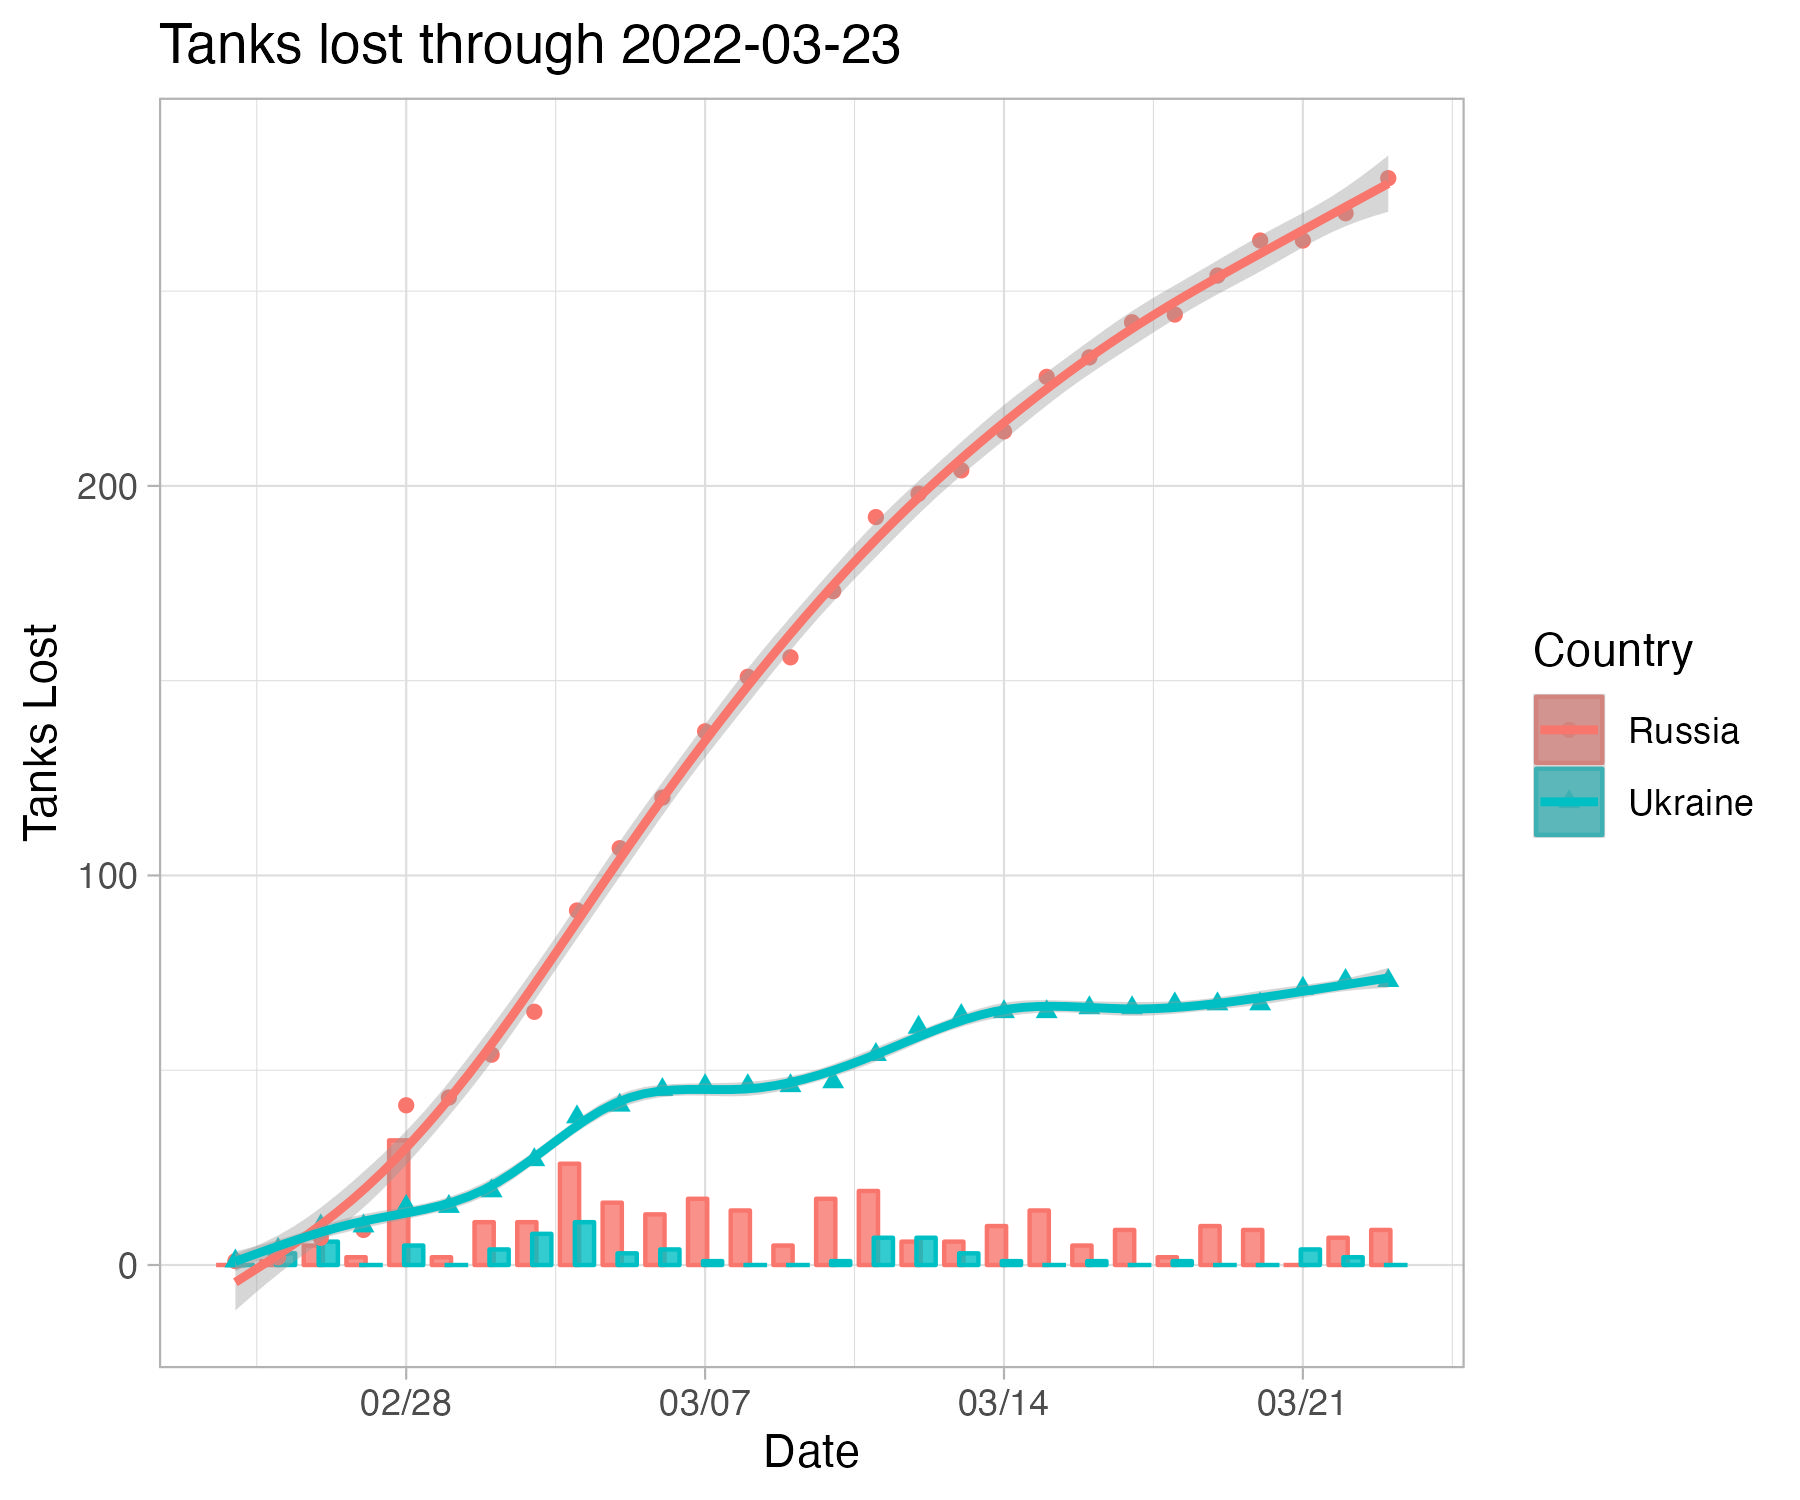 Tanks lost through 2022-03-23
Tanks Lost
200
100
0
02/28 03/07 03/14 03/21
Date
Country
Russia
Ukraine